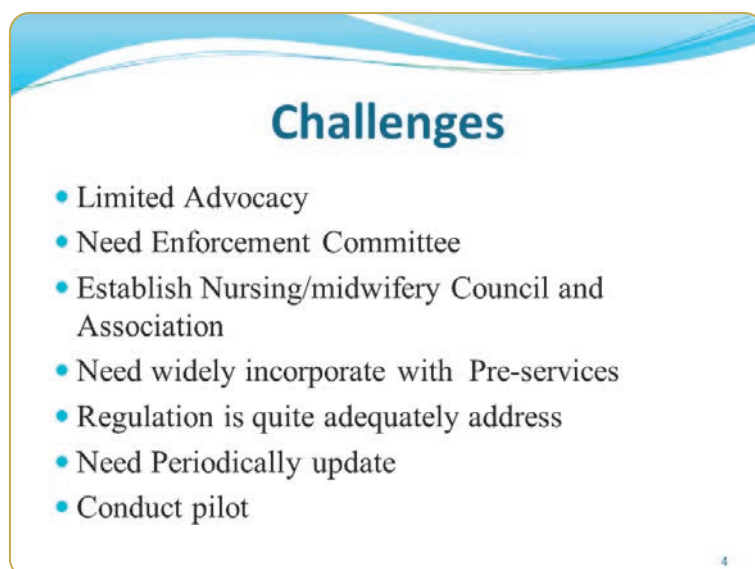 Challenges
• Limited Advocacy
• Need Enforcement Committee
• Establish Nursing/midwifery Council and
Association
• Need widely incorporate with Pre-services
• Regulation is quite adequately address
• Need Periodically update
• Conduct pilot
4